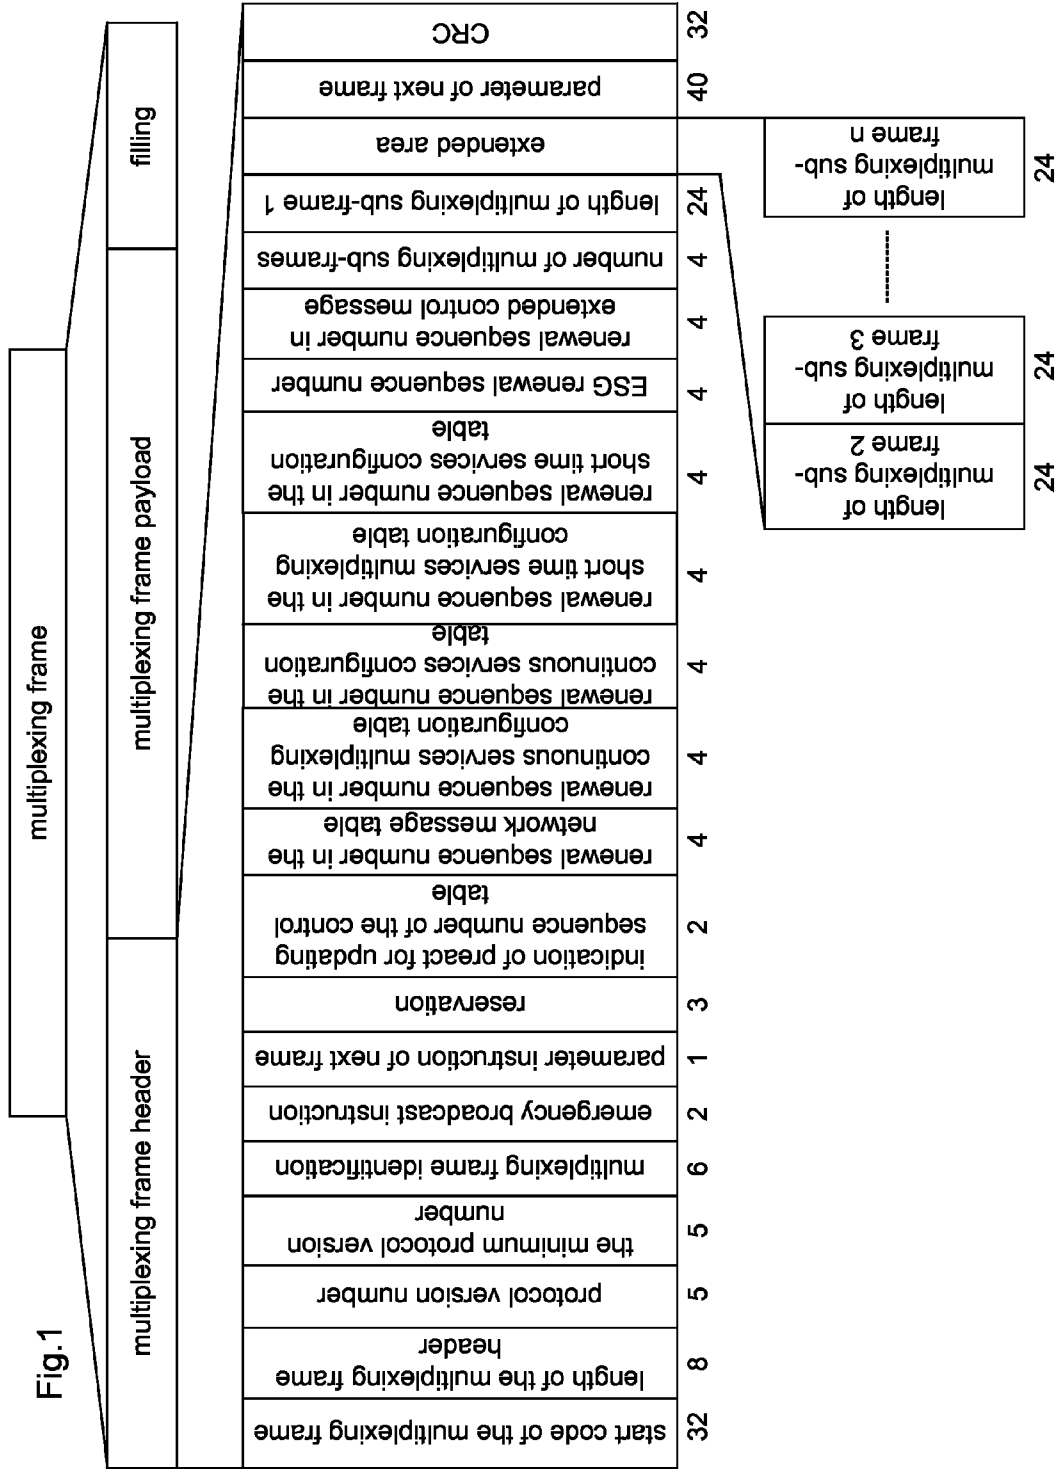 Fig.1
multiplexing frame
multiplexing frame header
multiplexing frame payload
filling
start code of the multiplexing frame
32
length of the multiplexing frame
header
8
protocol version number
5
the minimum protocol version
number
5
multiplexing frame identification
6
emergency broadcast instruction
2
parameter instruction of next frame
1
reservation
3
indication of preact for updating
sequence number of the control
table
2
renewal sequence number in the
network message table
4
renewal sequence number in the
continuous services multiplexing
configuration table
4
renewal sequence number in the
continuous services configuration
table
4
renewal sequence number in the
short time services multiplexing
configuration table
4
renewal sequence number in the
short time services configuration
table
4
ESG renewal sequence number
4
renewal sequence number in
extended control message
4
number of multiplexing sub-frames
4
length of multiplexing sub-frame 1
24
extended area
parameter of next frame
40
CRC
32
length of
multiplexing sub-
frame 2
24
length of
multiplexing sub-
frame 3
24
length of
multiplexing sub-
frame n
24